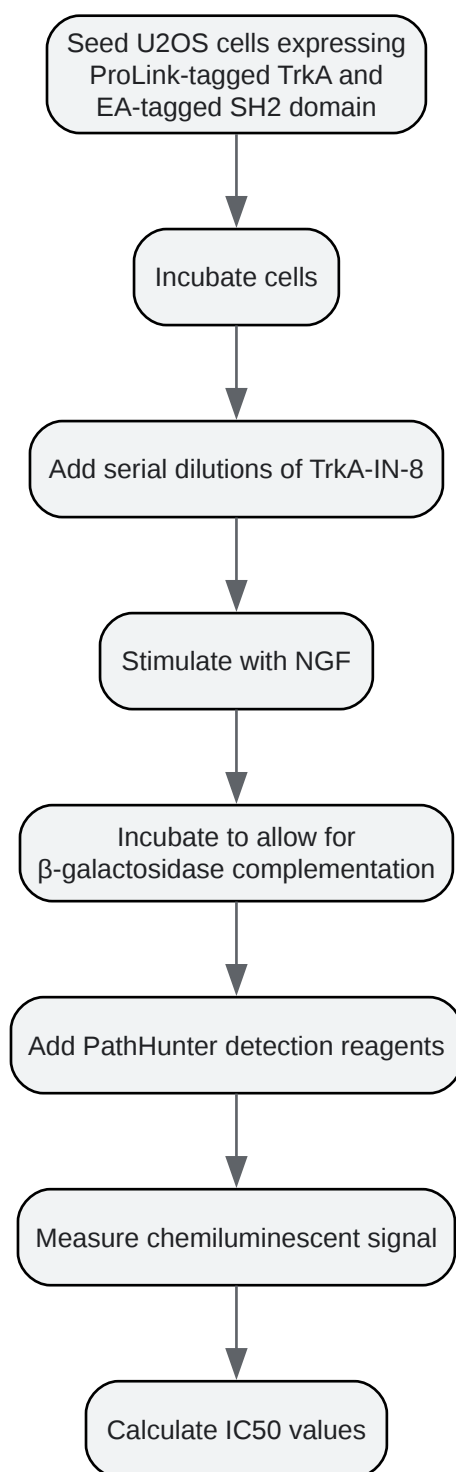 Seed U2OS cells expressing
ProLink-tagged TrkA and
EA-tagged SH2 domain
Incubate cells
Add serial dilutions of TrkA-IN-8
Stimulate with NGF
Incubate to allow for
β-galactosidase complementation
Add PathHunter detection reagents
Measure chemiluminescent signal
Calculate IC50 values